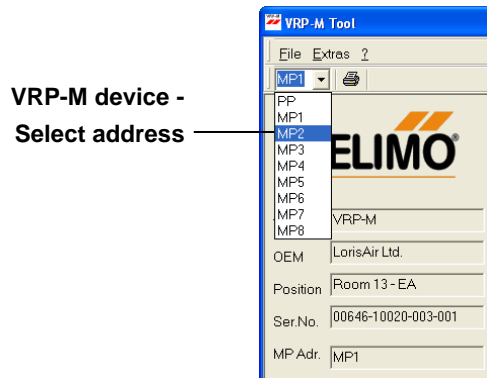 VRP-M Tool
File Extras ?
MP1
VRP-M device -
Select address
PP
MP1
MP2
MP3
MP4
MP5
MP6
MP7
MP8
ELIMO
VRP-M
OEM LorisAir Ltd.
Position Room 13 - EA
Ser.No. 00646-10020-003-001
MP Adr. MP1